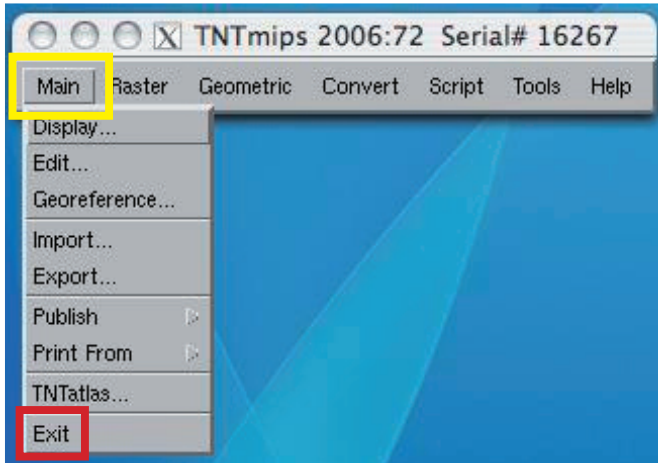 X TNTmips 2006:72 Serial# 16267
Main Raster Geometric Convert Script Tools Help
Display...
Edit...
Georeference...
Import...
Export...
Publish
Print From
TNTatlas...
Exit